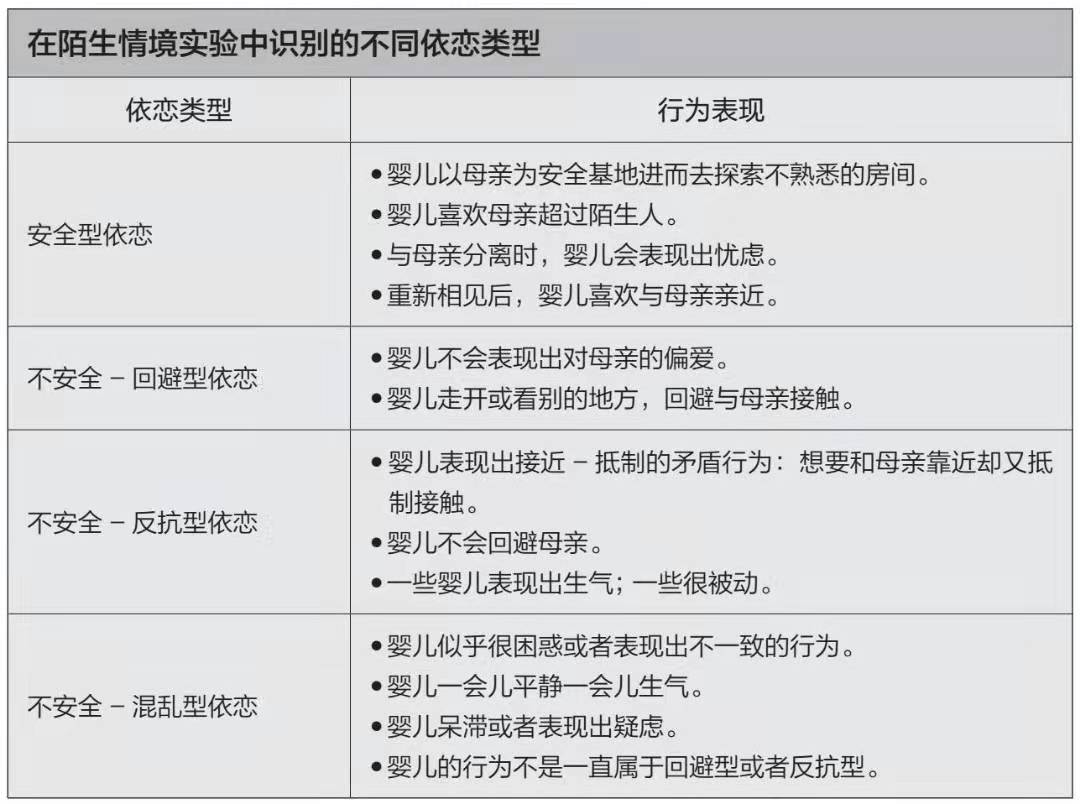 在陌生情境实验中识别的不同依恋类型
依恋类型
行为表现
安全型依恋
•婴儿以母亲为安全基地进而去探索不熟悉的房间。
•婴儿喜欢母亲超过陌生人。
•与母亲分离时，婴儿会表现出忧虑。
•重新相见后，婴儿喜欢与母亲亲近。
不安全 – 回避型依恋
•婴儿不会表现出对母亲的偏爱。
•婴儿走开或看别的地方，回避与母亲接触。
不安全 – 反抗型依恋
•婴儿表现出接近 – 抵制的矛盾行为：想要和母亲靠近却又抵
制接触。
•婴儿不会回避母亲。
•一些婴儿表现出生气；一些很被动。
不安全 – 混乱型依恋
•婴儿似乎很困惑或者表现出不一致的行为。
•婴儿一会儿平静一会儿生气。
•婴儿呆滞或者表现出疑虑。
•婴儿的行为不是一直属于回避型或者反抗型。